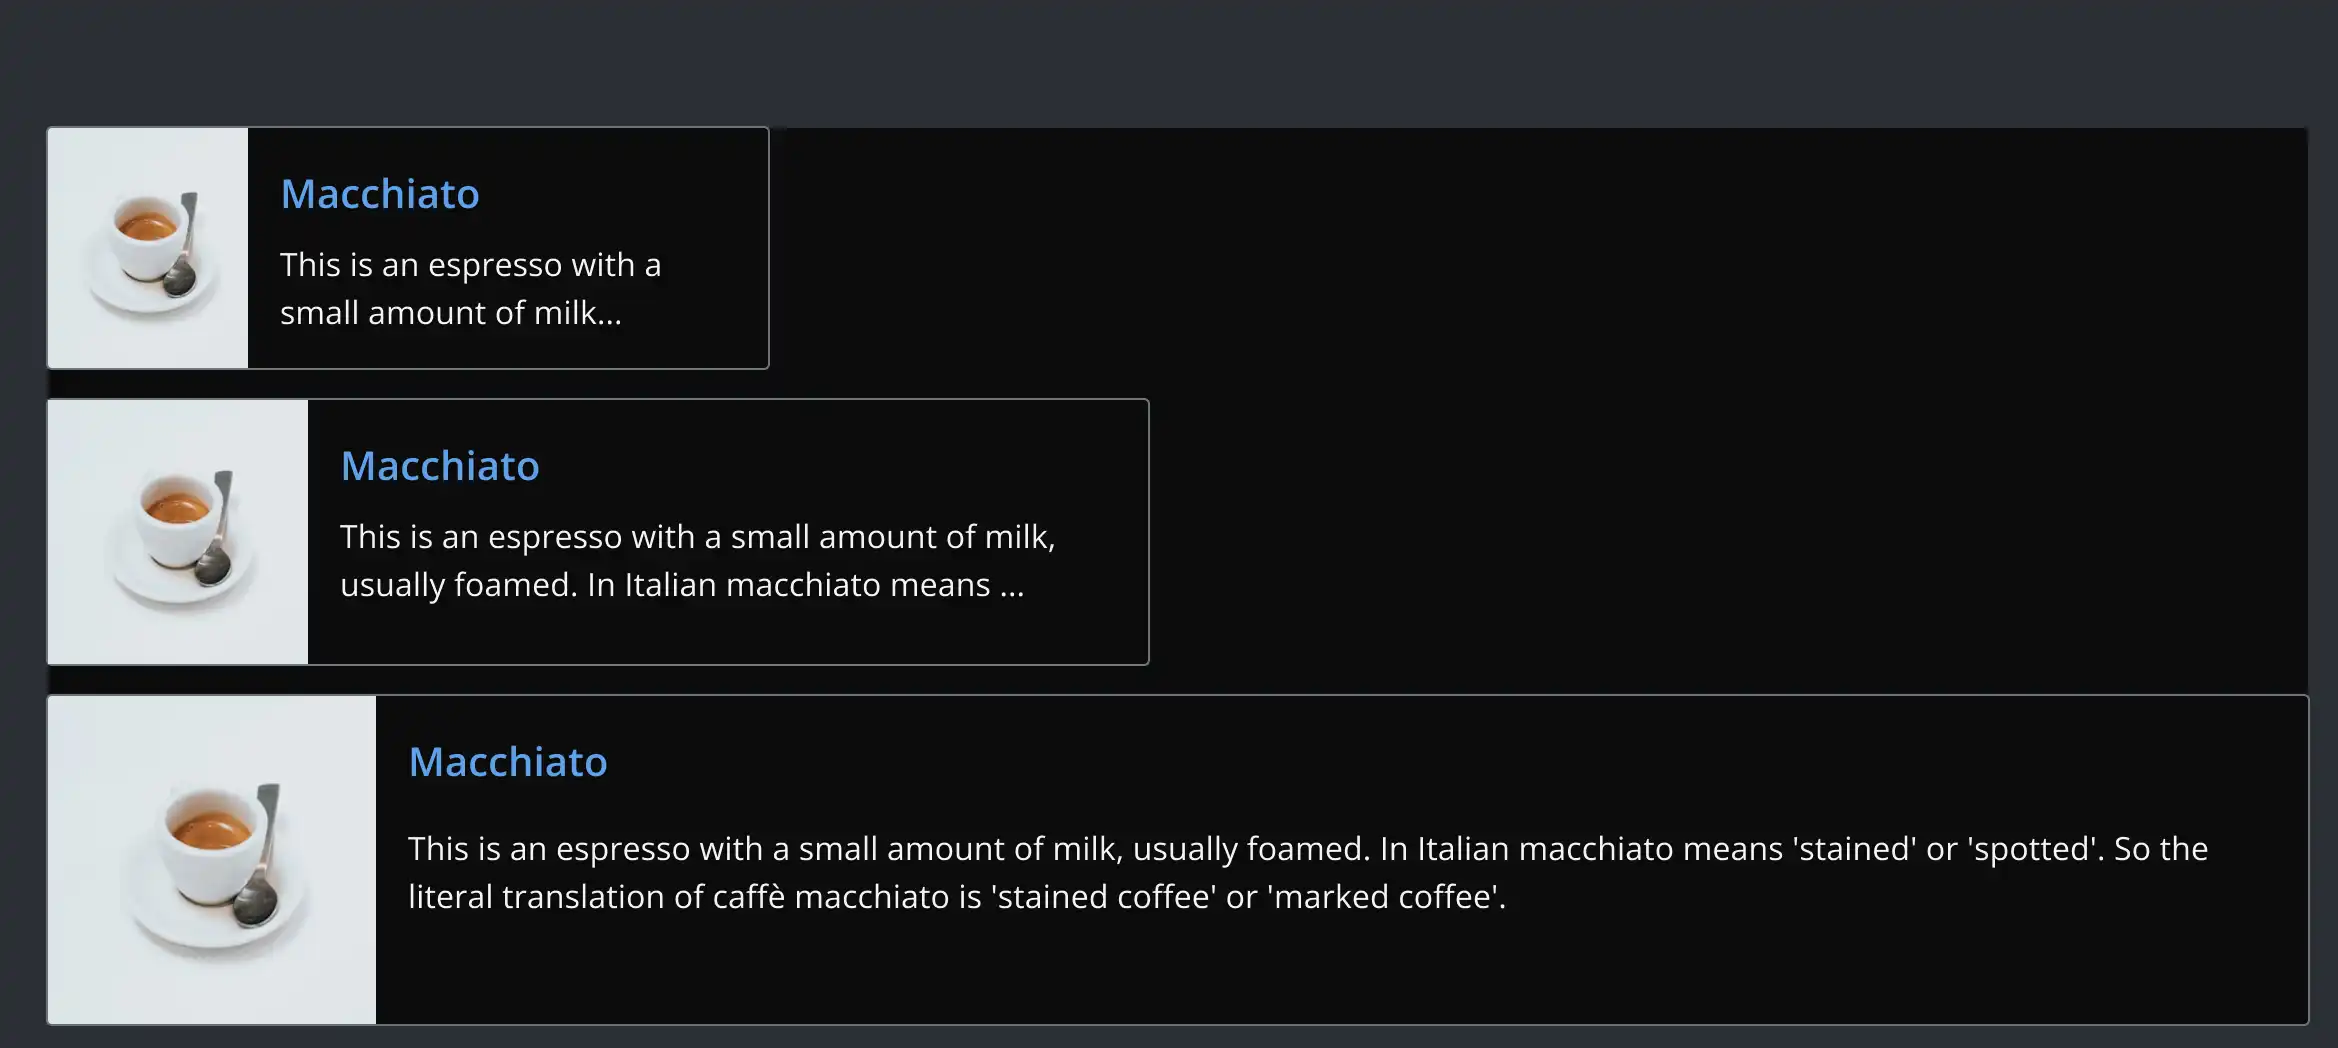 Macchiato
This is an espresso with a
small amount of milk...
Macchiato
This is an espresso with a small amount of milk,
usually foamed. In Italian macchiato means ...
Macchiato
This is an espresso with a small amount of milk, usually foamed. In Italian macchiato means 'stained' or 'spotted'. So the
literal translation of caffè macchiato is 'stained coffee' or 'marked coffee'.